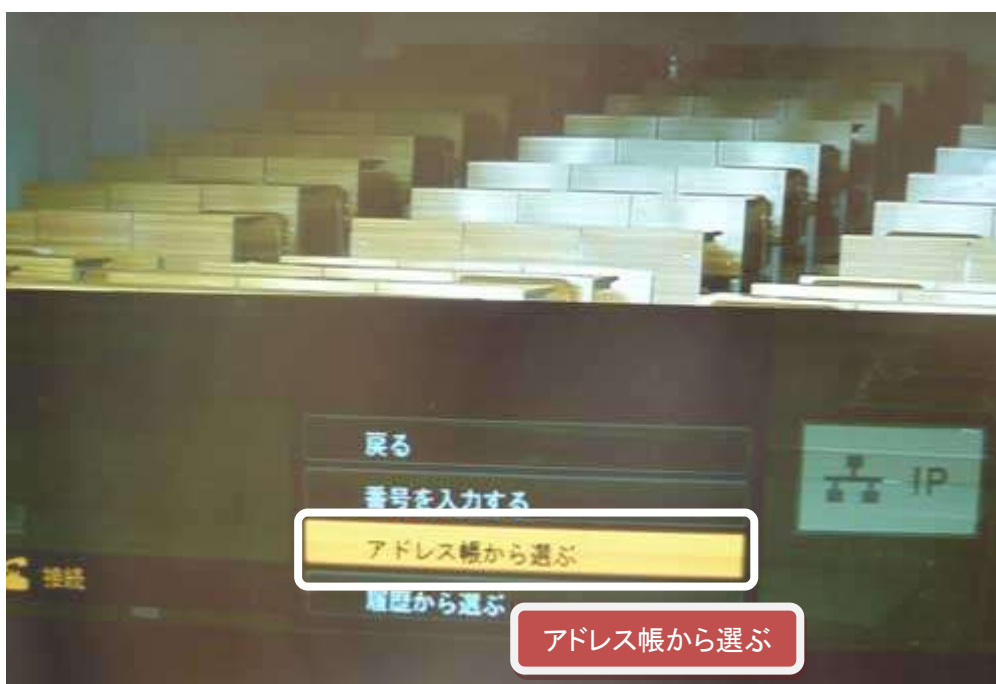 戻る
番号を入力する
IP
アドレス帳から選ぶ
接続
履歴から選ぶ
アドレス帳から選ぶ